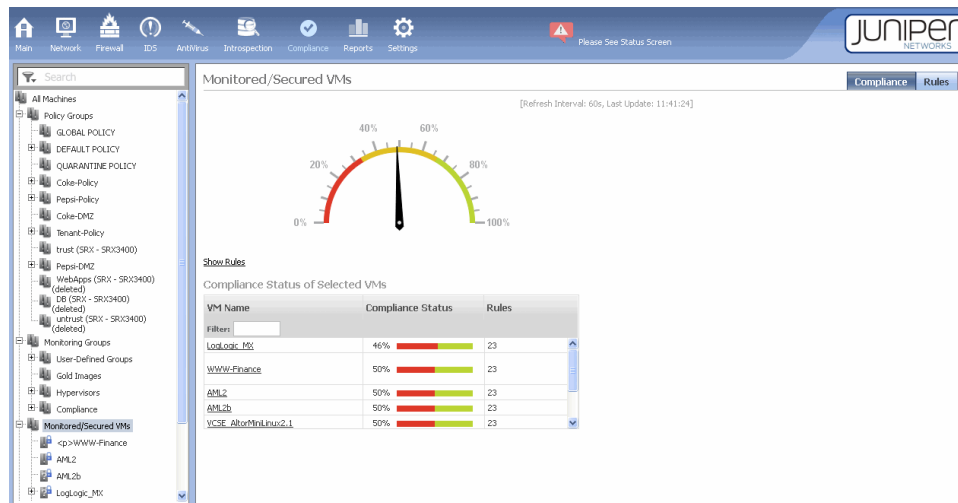 Main Network Firewall IDS AntiVirus Introspection Compliance Reports Settings
Please See Status Screen
JUNIPER
NETWORKS
Search
All Machines
Policy Groups
GLOBAL POLICY
DEFAULT POLICY
QUARANTINE POLICY
Coke-Policy
Pepsi-Policy
Coke-DMZ
Tenant-Policy
trust (SRX - SRX3400)
Pepsi-DMZ
WebApps (SRX - SRX3400)
(deleted)
DB (SRX - SRX3400)
(deleted)
untrust (SRX - SRX3400)
(deleted)
Monitoring Groups
User-Defined Groups
Gold Images
Hypervisors
Compliance
Monitored/Secured VMs
<p>WWW-Finance
AML2
AML2b
LogLogic_MX
Monitored/Secured VMs
Compliance Rules
[Refresh Interval: 60s, Last Update: 11:41:24]
40% 60%
20% 80%
0% 100%
Show Rules
Compliance Status of Selected VMs
VM Name Compliance Status Rules
Filter:
LogLogic_MX 46% 23
WWW-Finance 50% 23
AML2 50% 23
AML2b 50% 23
VCSE_AltorMiniLinux2.1 50% 23